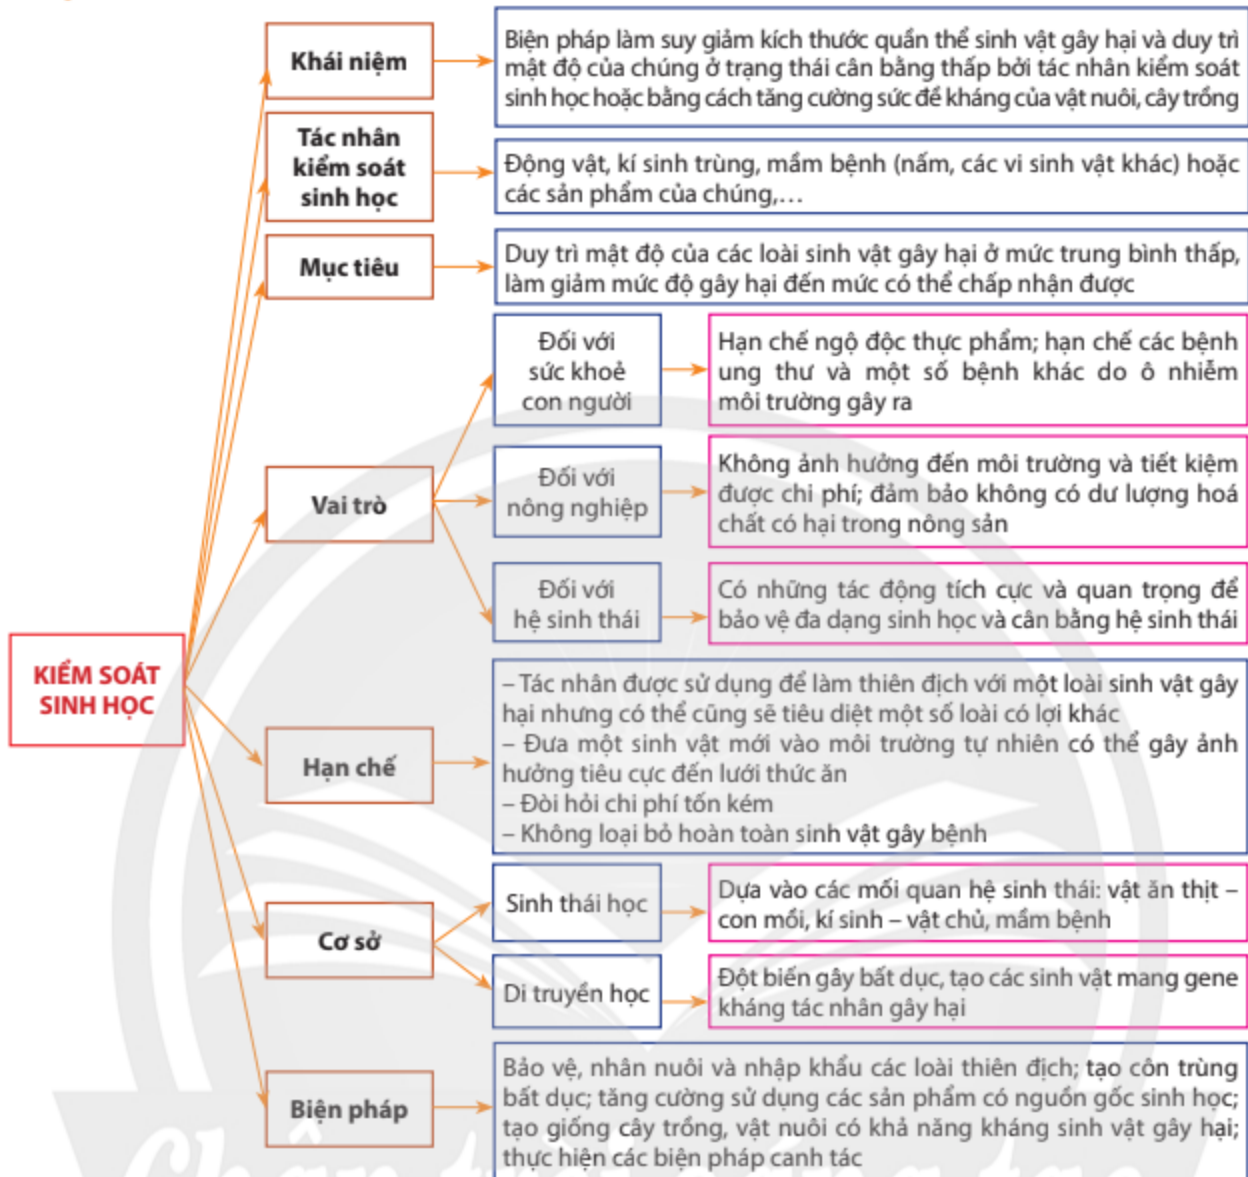 Khái niệm
Biện pháp làm suy giảm kích thước quần thể sinh vật gây hại và duy trì
mật độ của chúng ở trạng thái cân bằng thấp bởi tác nhân kiểm soát
sinh học hoặc bằng cách tăng cường sức đề kháng của vật nuôi, cây trồng
Tác nhân
kiểm soát
sinh học
Động vật, kí sinh trùng, mầm bệnh (nấm, các vi sinh vật khác) hoặc
các sản phẩm của chúng,...
Mục tiêu
Duy trì mật độ của các loài sinh vật gây hại ở mức trung bình thấp,
làm giảm mức độ gây hại đến mức có thể chấp nhận được
Vai trò
Đối với
sức khoẻ
con người
Hạn chế ngộ độc thực phẩm; hạn chế các bệnh
ung thư và một số bệnh khác do ô nhiễm
môi trường gây ra
Đối với
nông nghiệp
Không ảnh hưởng đến môi trường và tiết kiệm
được chi phí; đảm bảo không có dư lượng hoá
chất có hại trong nông sản
Đối với
hệ sinh thái
Có những tác động tích cực và quan trọng để
bảo vệ đa dạng sinh học và cân bằng hệ sinh thái
KIỂM SOÁT
SINH HỌC
Hạn chế
– Tác nhân được sử dụng để làm thiên địch với một loài sinh vật gây
hại nhưng có thể cũng sẽ tiêu diệt một số loài có lợi khác
– Đưa một sinh vật mới vào môi trường tự nhiên có thể gây ảnh
hưởng tiêu cực đến lưới thức ăn
– Đòi hỏi chi phí tốn kém
– Không loại bỏ hoàn toàn sinh vật gây bệnh
Cơ sở
Sinh thái học
Dựa vào các mối quan hệ sinh thái: vật ăn thịt –
con mồi, kí sinh – vật chủ, mầm bệnh
Di truyền học
Đột biến gây bất dục, tạo các sinh vật mang gene
kháng tác nhân gây hại
Biện pháp
Bảo vệ, nhân nuôi và nhập khẩu các loài thiên địch; tạo côn trùng
bất dục; tăng cường sử dụng các sản phẩm có nguồn gốc sinh học;
tạo giống cây trồng, vật nuôi có khả năng kháng sinh vật gây hại;
thực hiện các biện pháp canh tác